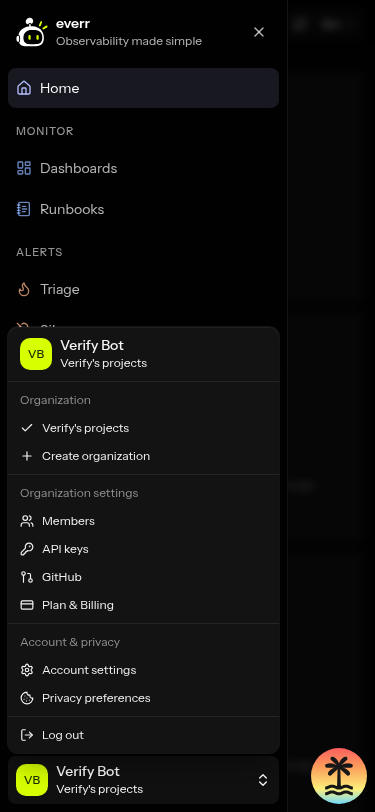 everr
Observability made simple
Home
MONITOR
Dashboards
Runbooks
ALERTS
Triage
VB
Verify Bot
Verify's projects
Organization
Verify's projects
Create organization
Organization settings
Members
API keys
GitHub
Plan & Billing
Account & privacy
Account settings
Privacy preferences
Log out
VB
Verify Bot
Verify's projects